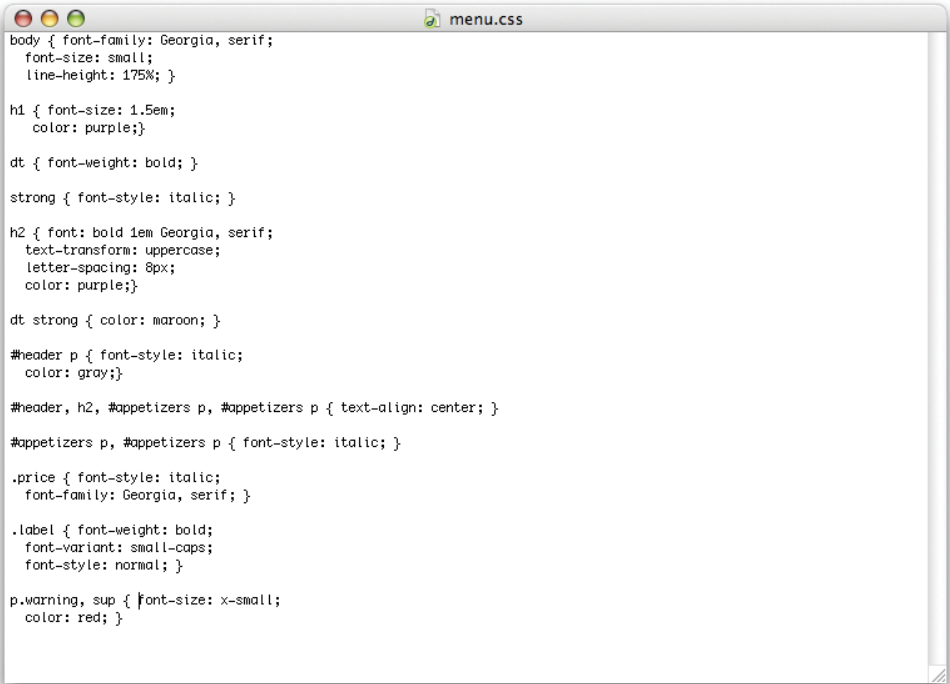 menu.css
body { font-family: Georgia, serif;
  font-size: small;
  line-height: 175%; }

h1 { font-size: 1.5em;
   color: purple;}

dt { font-weight: bold; }

strong { font-style: italic; }

h2 { font: bold 1em Georgia, serif;
  text-transform: uppercase;
  letter-spacing: 8px;
  color: purple;}

dt strong { color: maroon; }

#header p { font-style: italic;
  color: gray;}

#header, h2, #appetizers p, #appetizers p { text-align: center; }

#appetizers p, #appetizers p { font-style: italic; }

.price { font-style: italic;
  font-family: Georgia, serif; }

.label { font-weight: bold;
  font-variant: small-caps;
  font-style: normal; }

p.warning, sup { font-size: x-small;
  color: red; }